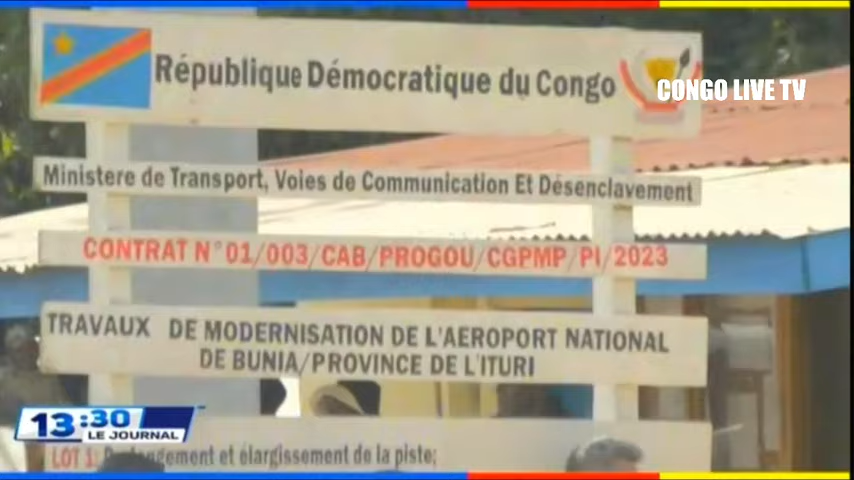 République Démocratique du Congo
CONGO LIVE TV
Ministere de Transport, Voies de Communication Et Désenclavement
CONTRAT N° 01/003/CAB/PROGOU/CGPMP/PI/2023
TRAVAUX DE MODERNISATION DE L'AEROPORT NATIONAL
DE BUNIA/PROVINCE DE L'ITURI
13:30
LE JOURNAL
LOT 1: et élargissement de la piste;